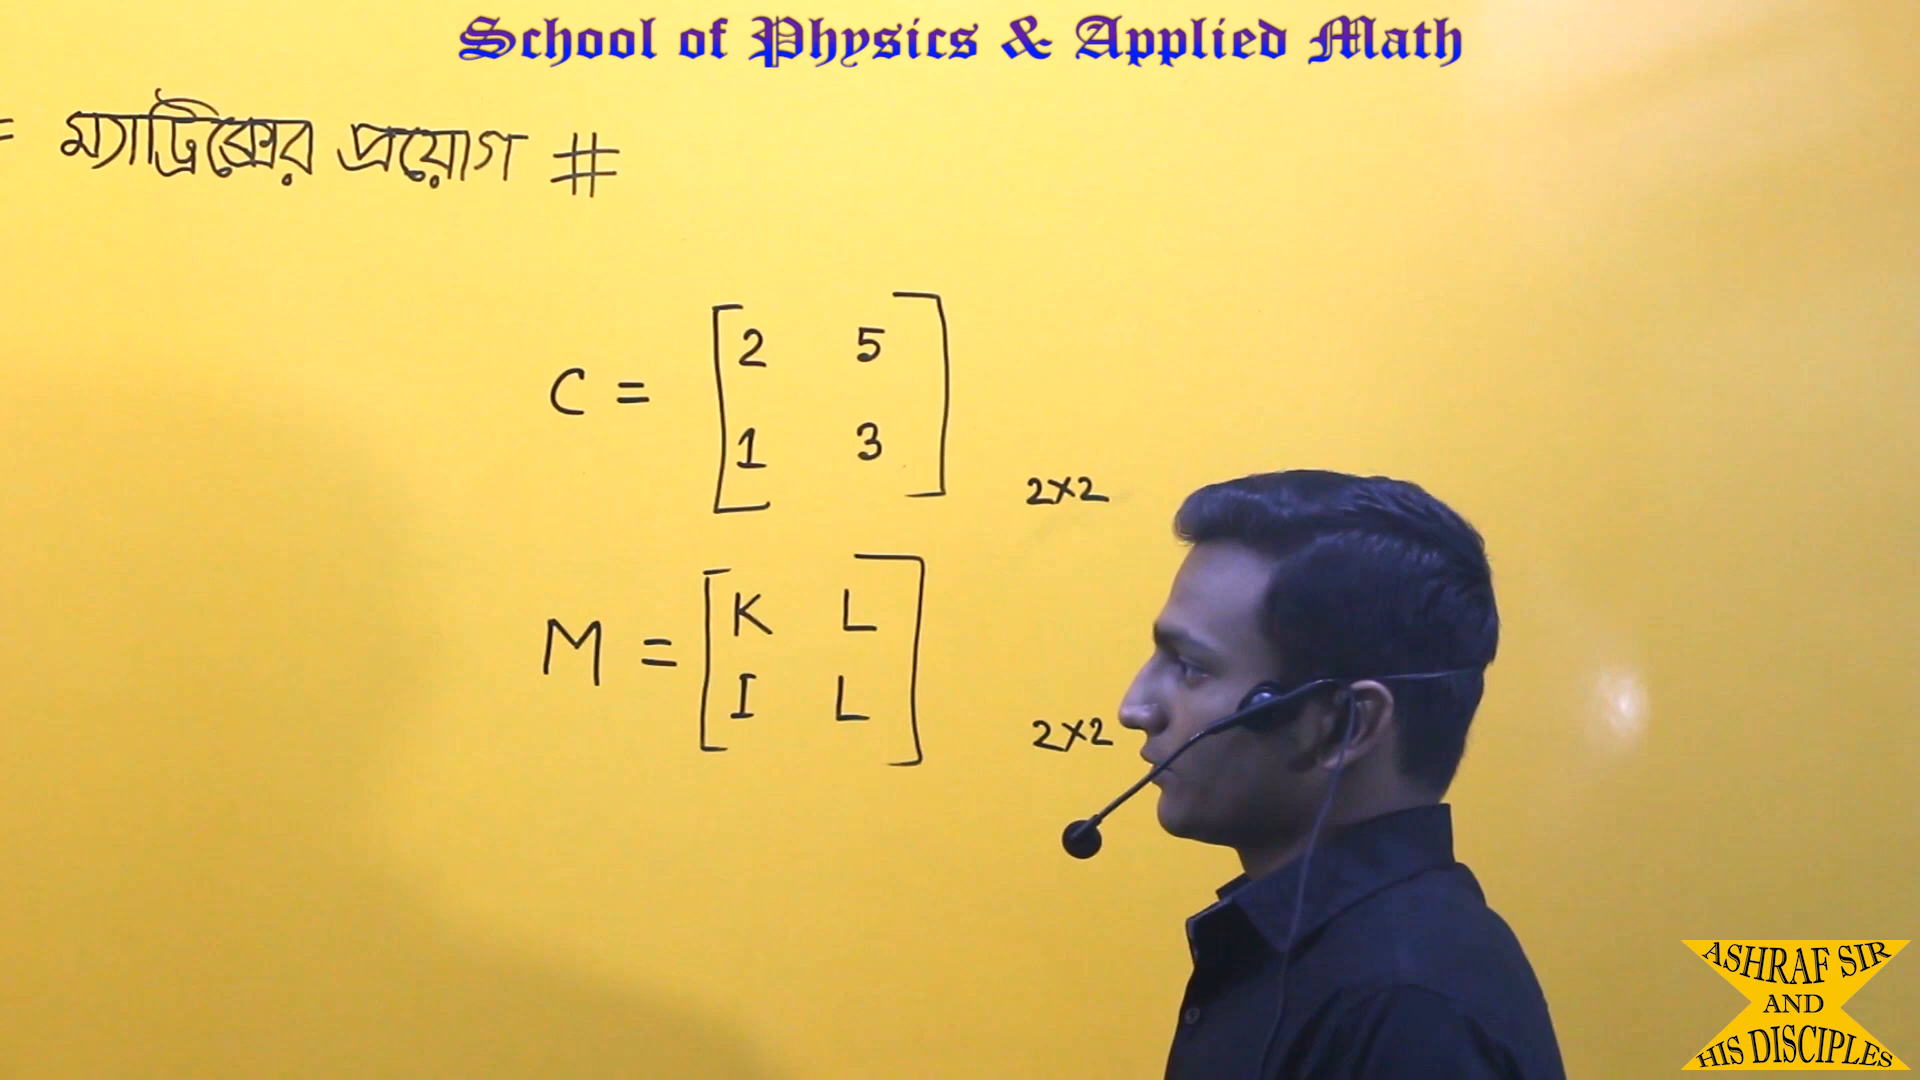 School of Physics & Applied Math
= ম্যাট্রিক্সের প্রয়োগ #
C = [2 5
1 3] 2×2
M = [K L
I L] 2×2
ASHRAF SIR
AND
HIS DISCIPLES